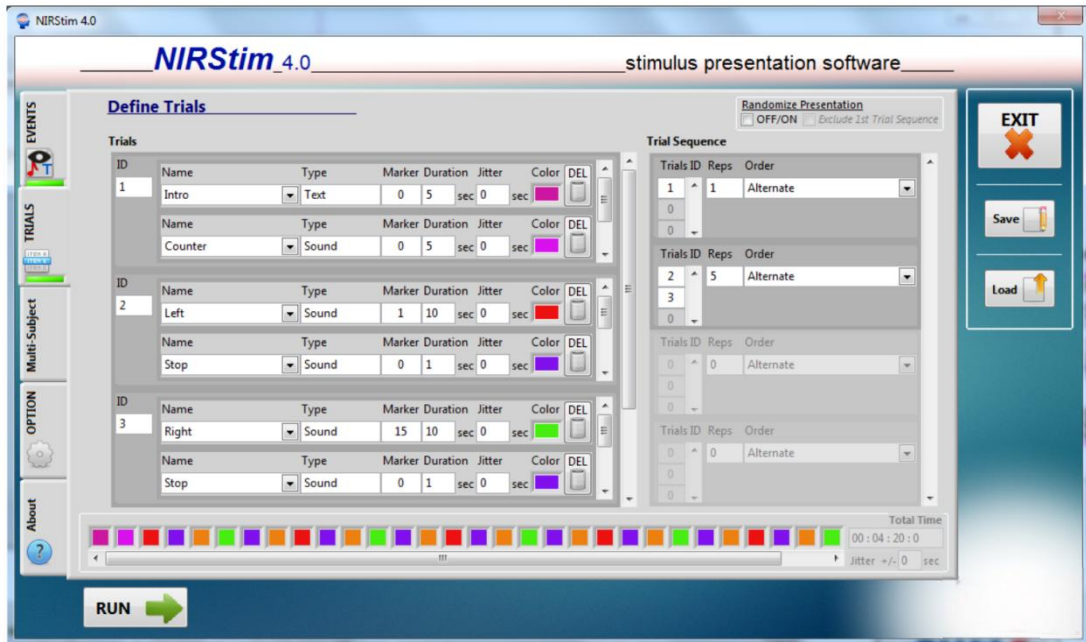 NIRStim 4.0
NIRStim 4.0 stimulus presentation software
EVENTS
TRIALS
Multi-Subject
OPTION
About
Define Trials
Randomize Presentation
OFF/ON Exclude 1st Trial Sequence
Trials
ID
1
Name Type Marker Duration Jitter Color DEL
Intro Text 0 5 sec 0 sec
Name Type Marker Duration Jitter Color DEL
Counter Sound 0 5 sec 0 sec
ID
2
Name Type Marker Duration Jitter Color DEL
Left Sound 1 10 sec 0 sec
Name Type Marker Duration Jitter Color DEL
Stop Sound 0 1 sec 0 sec
ID
3
Name Type Marker Duration Jitter Color DEL
Right Sound 15 10 sec 0 sec
Name Type Marker Duration Jitter Color DEL
Stop Sound 0 1 sec 0 sec
Trial Sequence
Trials ID Reps Order
1 1 Alternate
0
0
Trials ID Reps Order
2 5 Alternate
3
0
Trials ID Reps Order
0 0 Alternate
0
0
Trials ID Reps Order
0 0 Alternate
0
0
Total Time
00 : 04 : 20 : 0
Jitter +/- 0 sec
EXIT
Save
Load
RUN